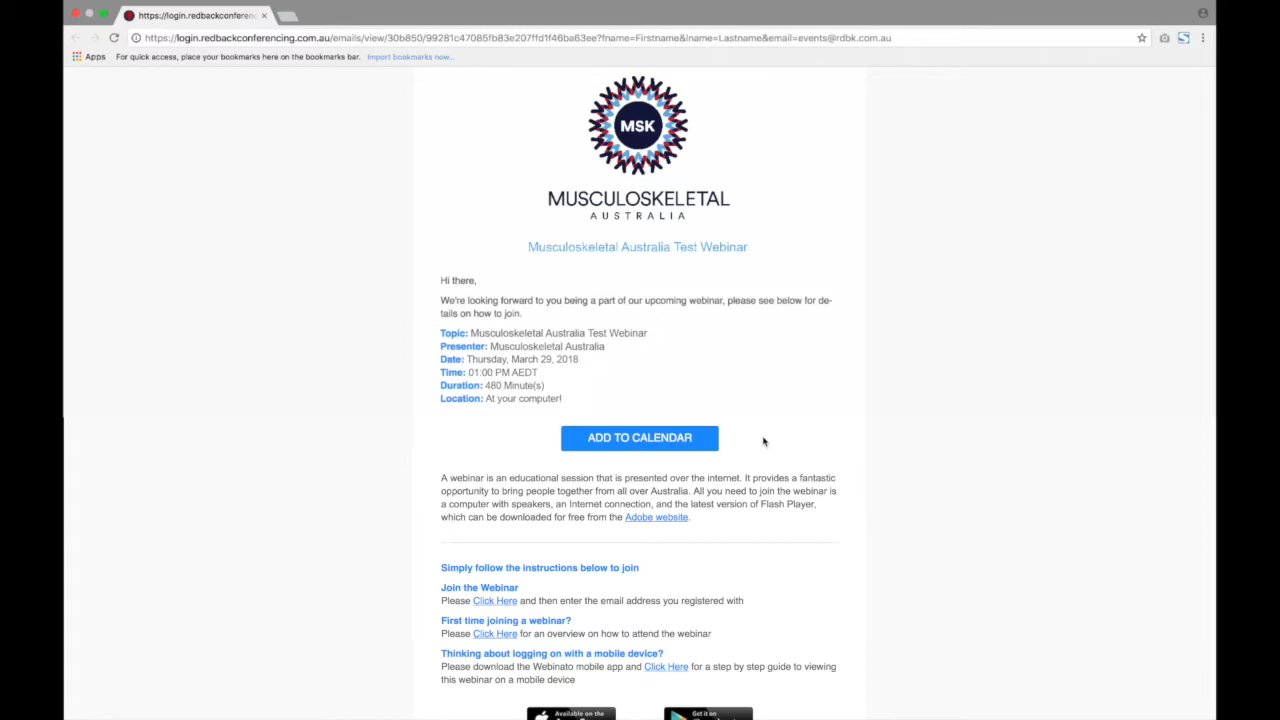 https://login.redbackconferenc
https://login.redbackconferencing.com.au/emails/view/30b850/99281c47085fb83e207ffd1f46ba63ee?fname=Firstname&lname=Lastname&email=events@rdbk.com.au
Apps For quick access, place your bookmarks here on the bookmarks bar. Import bookmarks now...
MSK
MUSCULOSKELETAL
AUSTRALIA
Musculoskeletal Australia Test Webinar
Hi there,
We're looking forward to you being a part of our upcoming webinar, please see below for de-
tails on how to join.
Topic: Musculoskeletal Australia Test Webinar
Presenter: Musculoskeletal Australia
Date: Thursday, March 29, 2018
Time: 01:00 PM AEDT
Duration: 480 Minute(s)
Location: At your computer!
ADD TO CALENDAR
A webinar is an educational session that is presented over the internet. It provides a fantastic
opportunity to bring people together from all over Australia. All you need to join the webinar is
a computer with speakers, an Internet connection, and the latest version of Flash Player,
which can be downloaded for free from the Adobe website.
Simply follow the instructions below to join
Join the Webinar
Please Click Here and then enter the email address you registered with
First time joining a webinar?
Please Click Here for an overview on how to attend the webinar
Thinking about logging on with a mobile device?
Please download the Webinato mobile app and Click Here for a step by step guide to viewing
this webinar on a mobile device
Available on the
Get it on